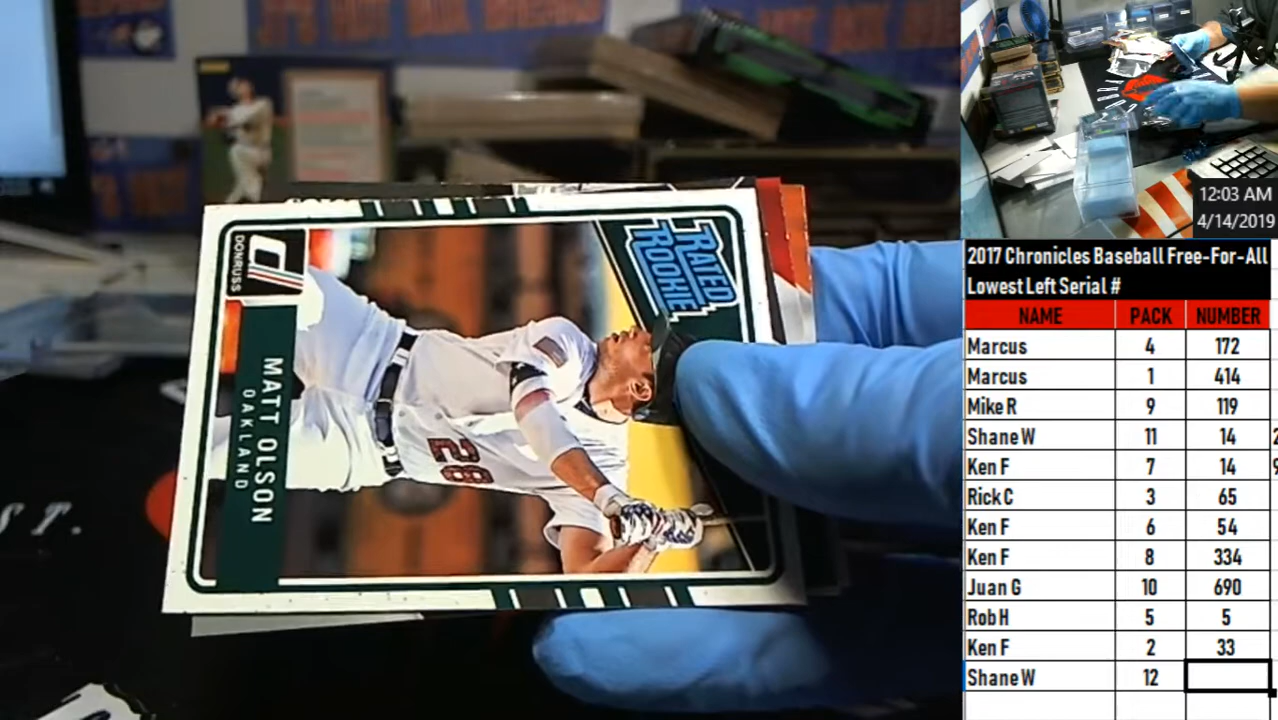 RATED
ROOKIE
DONRUSS
MATT OLSON
OAKLAND
28
ST.
12:03 AM
4/14/2019
2017 Chronicles Baseball Free-For-All
Lowest Left Serial #
NAME PACK NUMBER
Marcus 4 172
Marcus 1 414
Mike R 9 119
Shane W 11 14
Ken F 7 14
Rick C 3 65
Ken F 6 54
Ken F 8 334
Juan G 10 690
Rob H 5 5
Ken F 2 33
Shane W 12